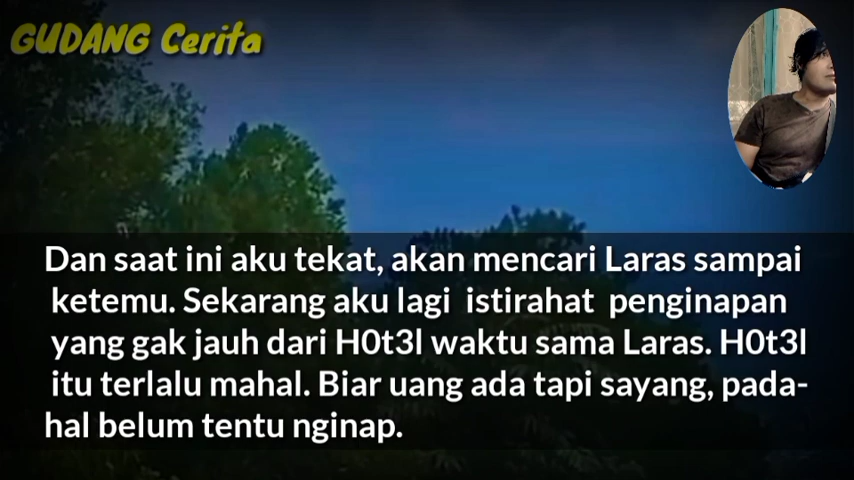 GUDANG Cerita
Dan saat ini aku tekat, akan mencari Laras sampai
ketemu. Sekarang aku lagi istirahat penginapan
yang gak jauh dari H0t3l waktu sama Laras. H0t3l
itu terlalu mahal. Biar uang ada tapi sayang, pada-
hal belum tentu nginap.